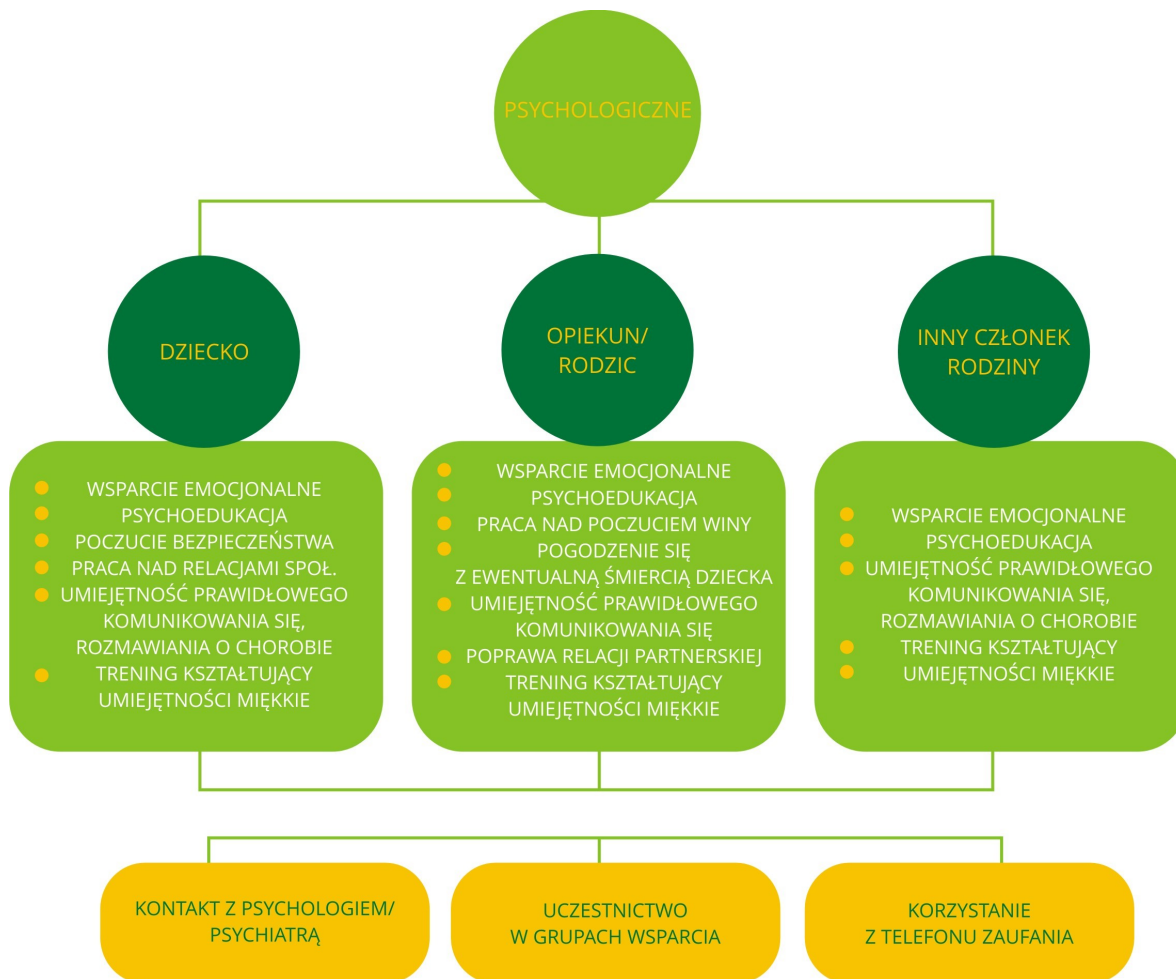 PSYCHOLOGICZNE
DZIECKO
OPIEKUN/
RODZIC
INNY CZŁONEK
RODZINY
WSPARCIE EMOCJONALNE
PSYCHOEDUKACJA
POCZUCIE BEZPIECZEŃSTWA
PRACA NAD RELACJAMI SPOŁ.
UMIEJĘTNOŚĆ PRAWIDŁOWEGO
KOMUNIKOWANIA SIĘ,
ROZMAWIANIA O CHOROBIE
TRENING KSZTAŁTUJĄCY
UMIEJĘTNOŚCI MIĘKKIE
WSPARCIE EMOCJONALNE
PSYCHOEDUKACJA
PRACA NAD POCZUCIEM WINY
POGODZENIE SIĘ
Z EWENTUALNĄ ŚMIERCIĄ DZIECKA
UMIEJĘTNOŚĆ PRAWIDŁOWEGO
KOMUNIKOWANIA SIĘ
POPRAWA RELACJI PARTNERSKIEJ
TRENING KSZTAŁTUJĄCY
UMIEJĘTNOŚCI MIĘKKIE
WSPARCIE EMOCJONALNE
PSYCHOEDUKACJA
UMIEJĘTNOŚĆ PRAWIDŁOWEGO
KOMUNIKOWANIA SIĘ,
ROZMAWIANIA O CHOROBIE
TRENING KSZTAŁTUJĄCY
UMIEJĘTNOŚCI MIĘKKIE
KONTAKT Z PSYCHOLOGIEM/
PSYCHIATRĄ
UCZESTNICTWO
W GRUPACH WSPARCIA
KORZYSTANIE
Z TELEFONU ZAUFANIA